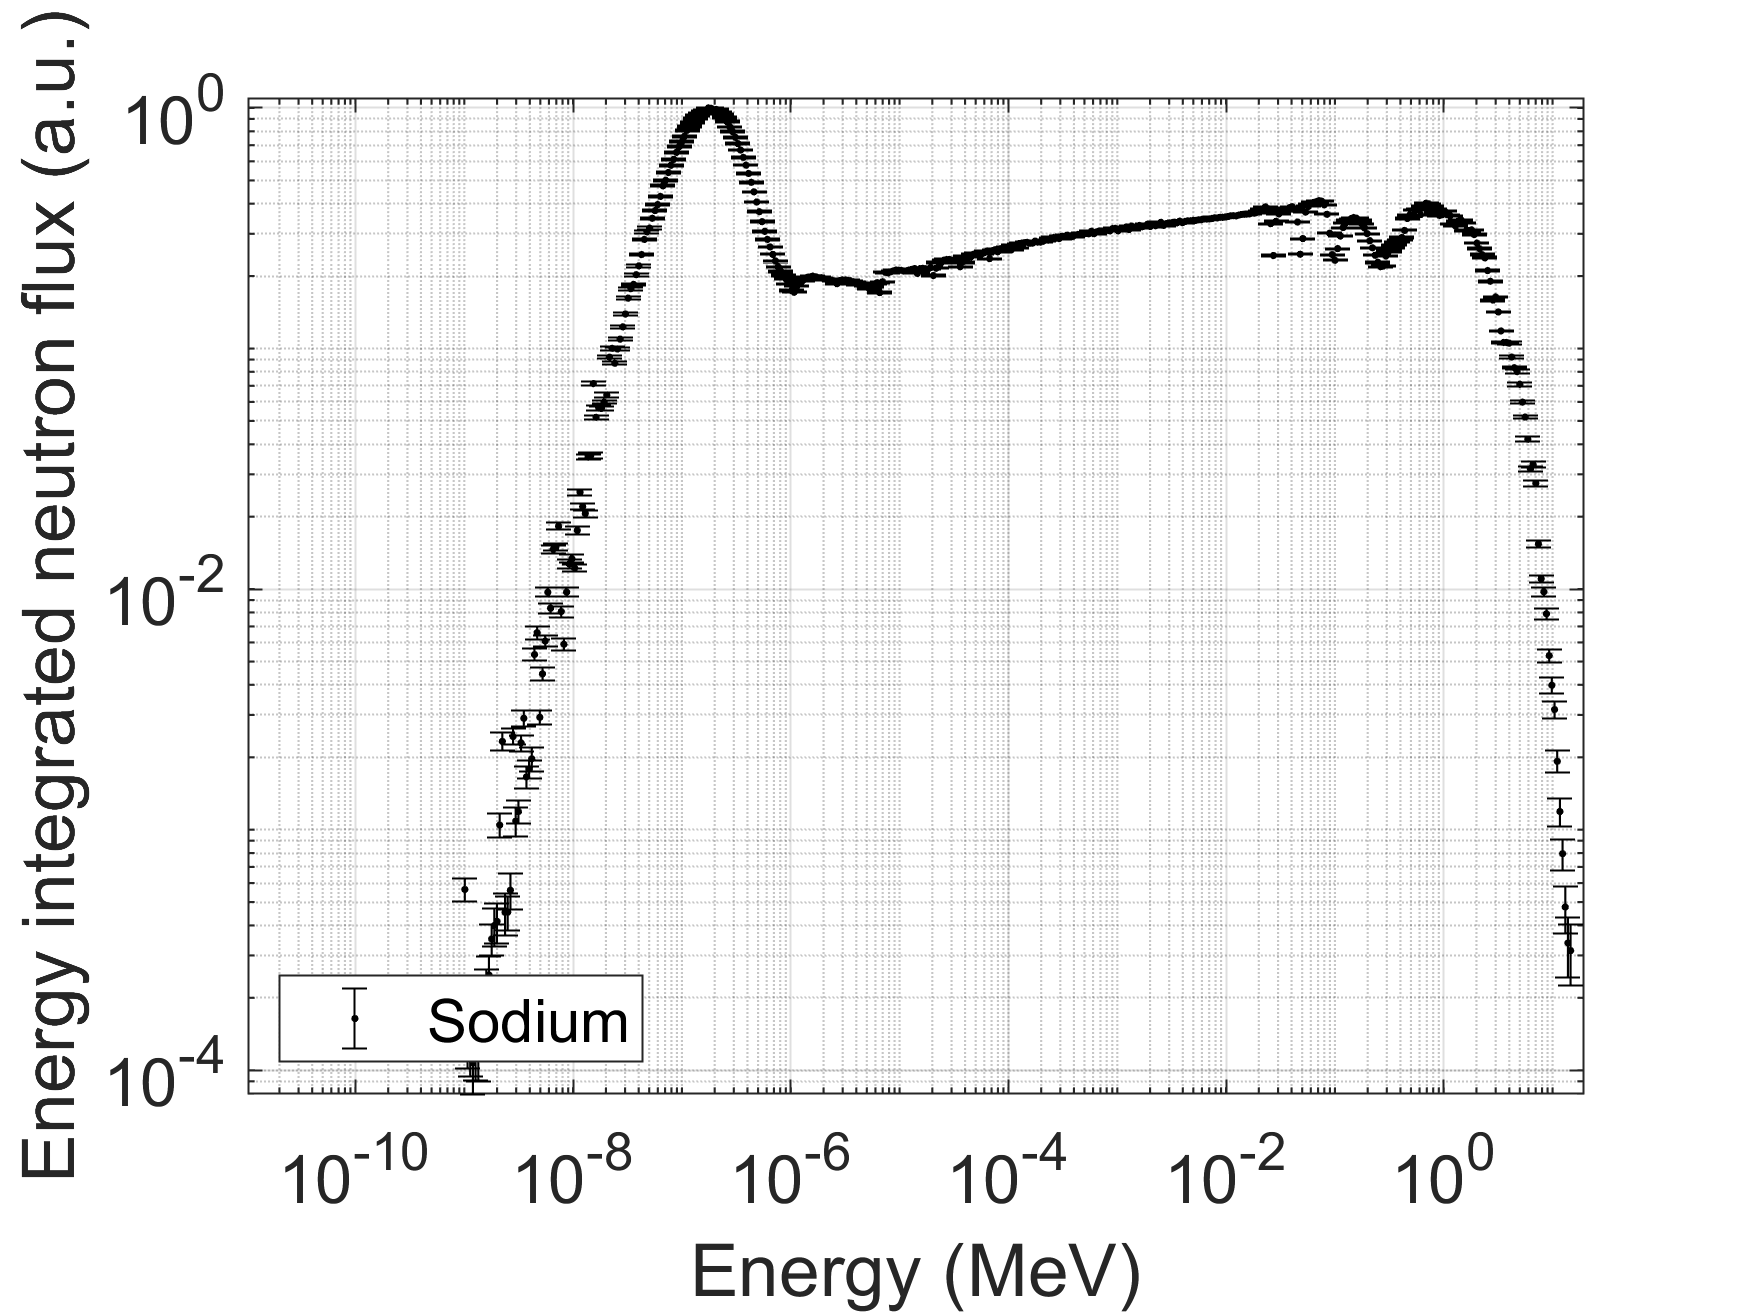 Energy integrated neutron flux (a.u.)
10^0
10^-2
10^-4
Sodium
10^-10 10^-8 10^-6 10^-4 10^-2 10^0
Energy (MeV)